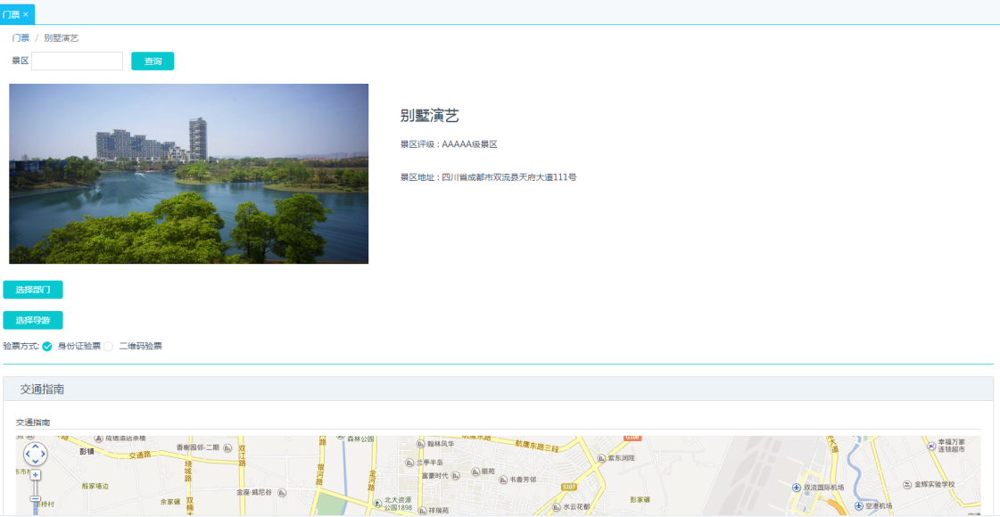 门票 ×
门票 / 别墅演艺
景区
查询
别墅演艺
景区评级 : AAAAA级景区
景区地址 : 四川省成都市双流县天府大道111号
选择部门
选择导游
验票方式: 身份证验票 二维码验票
交通指南
交通指南
成德酒店茶楼
彭镇
交通路
香榭园邻-二期
双江路
绕城路
森林公园
金河路
翰林风华
航鹰东路三段
兰亭半岛
富豪时代
丽苑
书香芳邻
紫东润院
S107
幸福万家连锁超市
双流国际机场
金辉实验学校
空港机场
殷家埔边
余家碾
金座·威尼谷
北大资源公园1898
祥瑞苑
水云花都
彭家碾